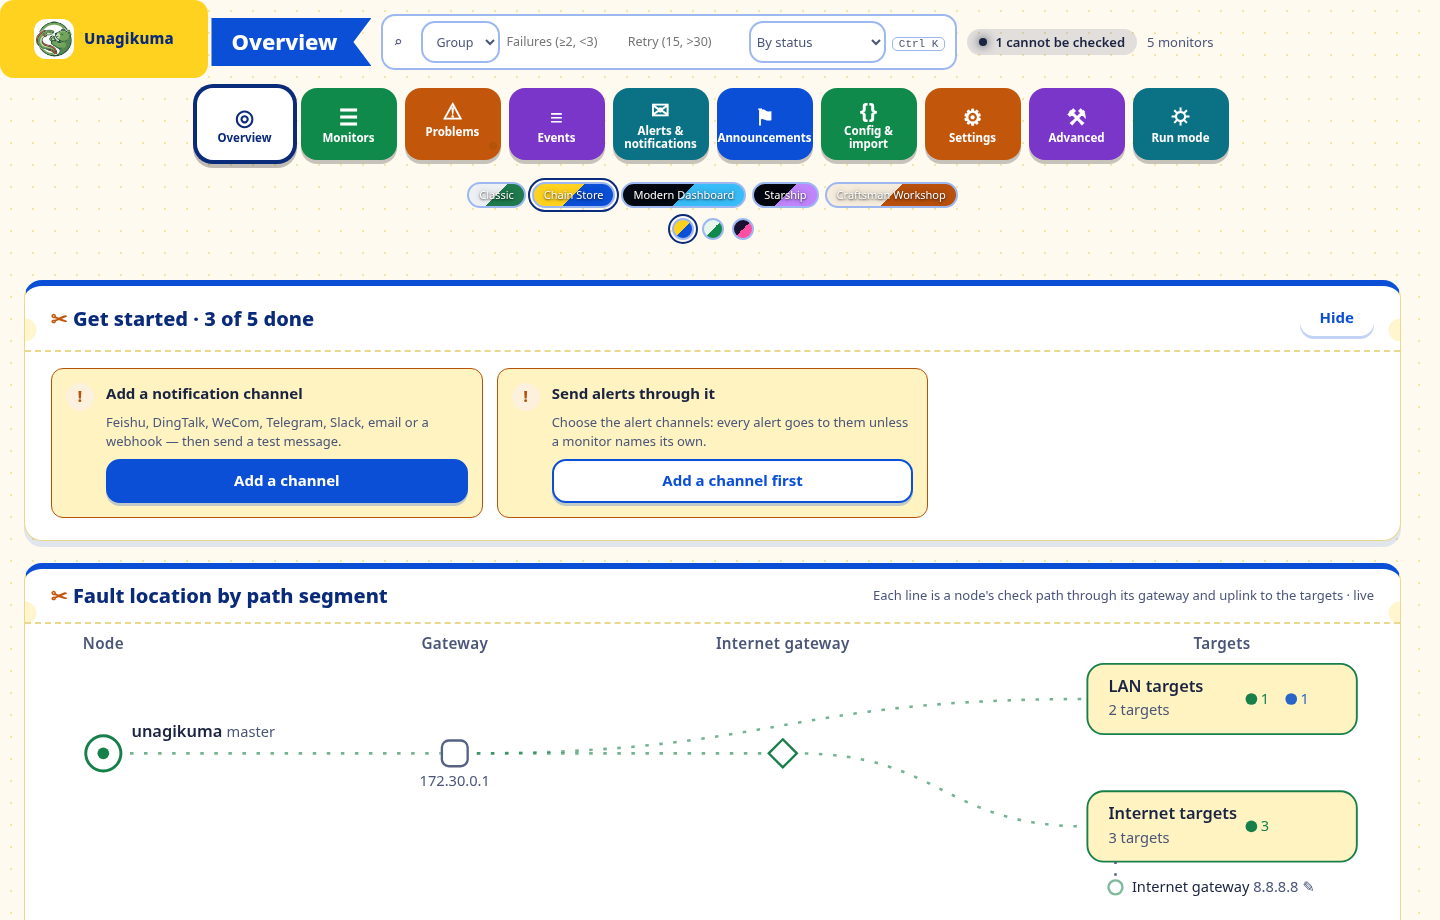 Unagikuma
Overview
Group
Failures (≥2, <3)
Retry (15, >30)
By status
Ctrl K
1 cannot be checked
5 monitors
Overview
Monitors
Problems
Events
Alerts &
notifications
Announcements
Config &
import
Settings
Advanced
Run mode
Classic
Chain Store
Modern Dashboard
Starship
Craftsman Workshop
Get started · 3 of 5 done
Hide
! Add a notification channel
Feishu, DingTalk, WeCom, Telegram, Slack, email or a
webhook — then send a test message.
Add a channel
! Send alerts through it
Choose the alert channels: every alert goes to them unless
a monitor names its own.
Add a channel first
Fault location by path segment
Each line is a node's check path through its gateway and uplink to the targets · live
Node
Gateway
Internet gateway
Targets
LAN targets
2 targets
1
1
unagikuma master
172.30.0.1
Internet targets
3 targets
3
Internet gateway 8.8.8.8 ✎